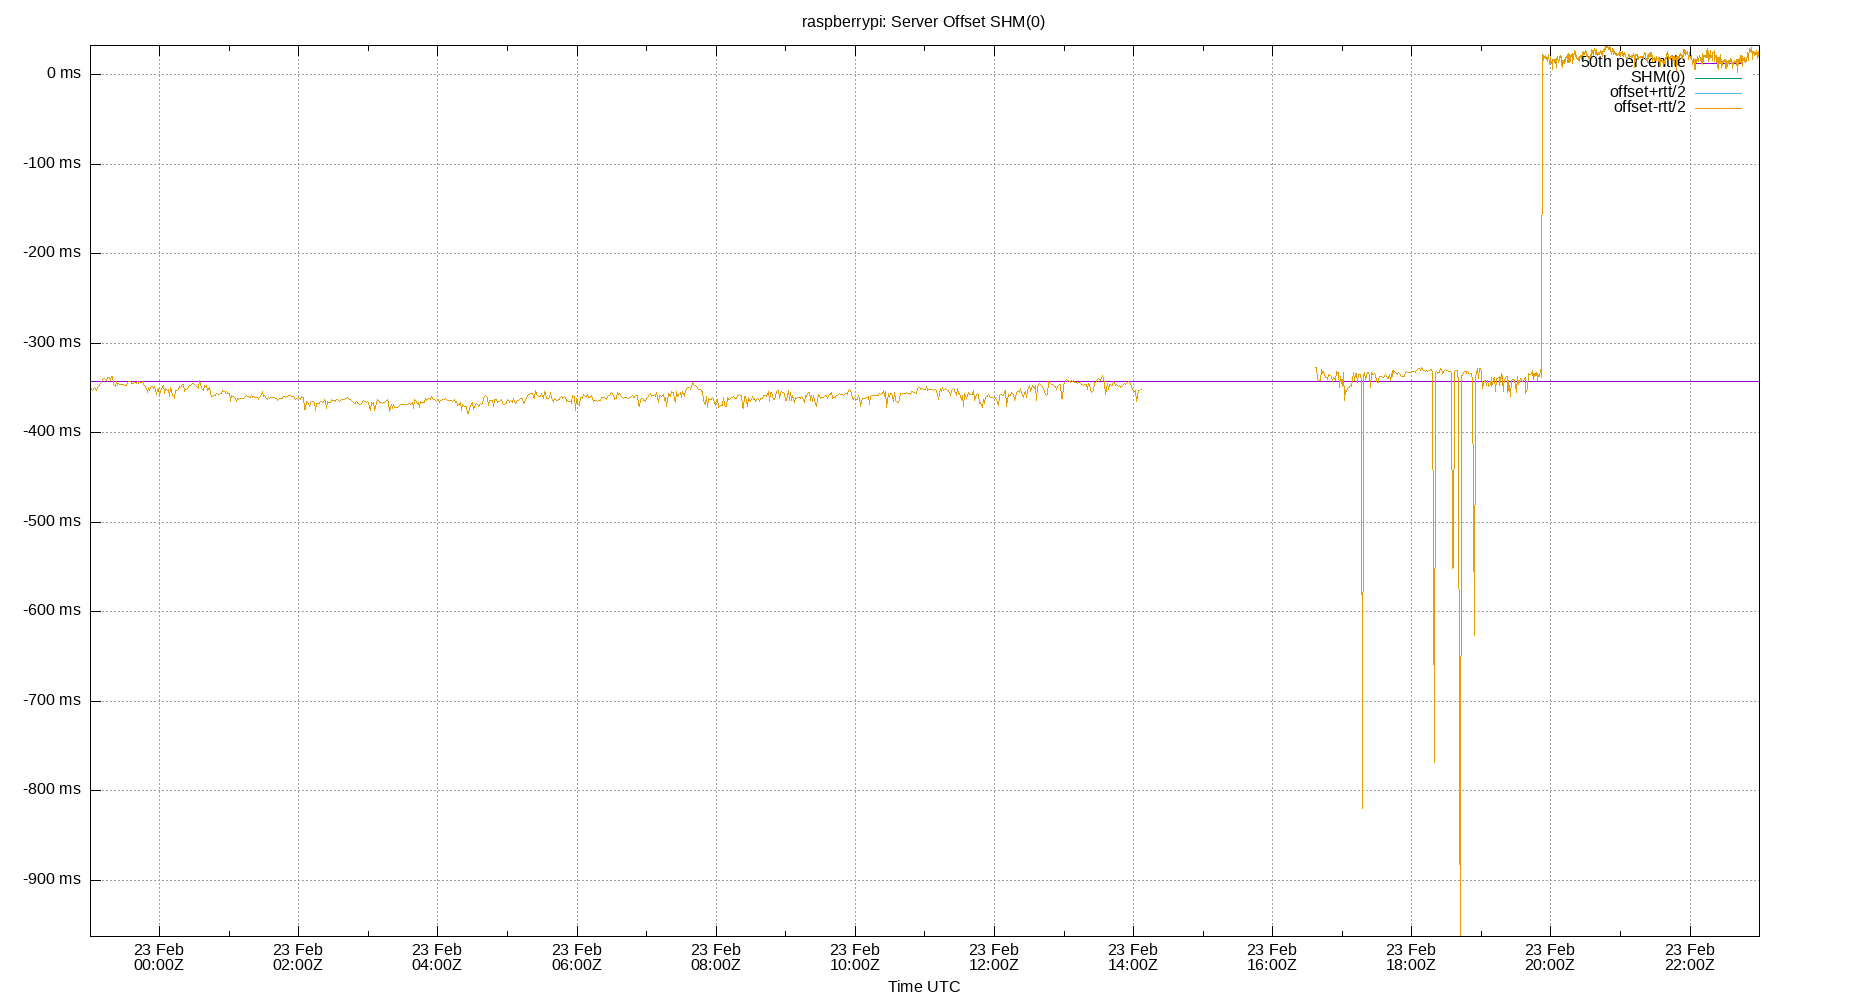 raspberrypi: Server Offset SHM(0)
0 ms
-100 ms
-200 ms
-300 ms
-400 ms
-500 ms
-600 ms
-700 ms
-800 ms
-900 ms
50th percentile
SHM(0)
offset+rtt/2
offset-rtt/2
23 Feb 23 Feb 23 Feb 23 Feb 23 Feb 23 Feb 23 Feb 23 Feb 23 Feb 23 Feb 23 Feb 23 Feb
00:00Z 02:00Z 04:00Z 06:00Z 08:00Z 10:00Z 12:00Z 14:00Z 16:00Z 18:00Z 20:00Z 22:00Z
Time UTC